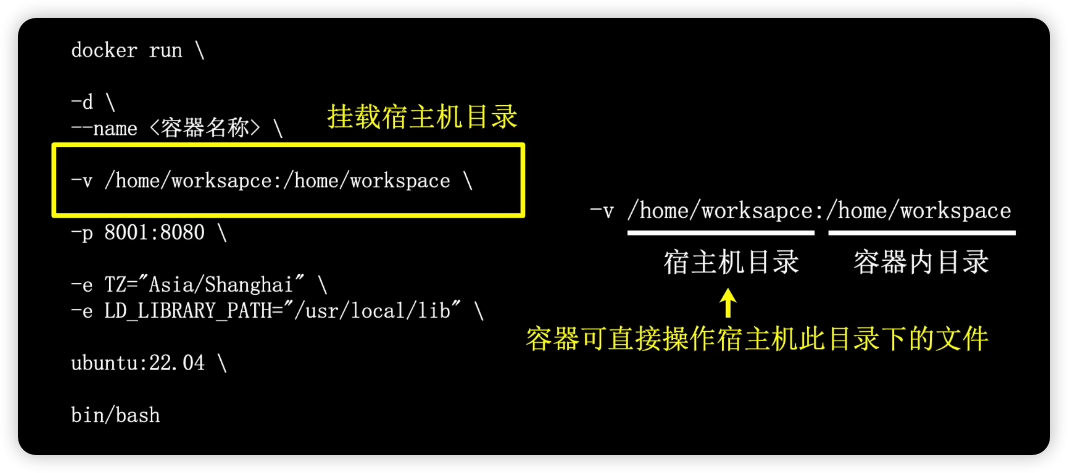 docker run \
-d \
--name <容器名称> \
挂载宿主机目录
-v /home/worksapce:/home/workspace \
-p 8001:8080 \
-e TZ="Asia/Shanghai" \
-e LD_LIBRARY_PATH="/usr/local/lib" \
ubuntu:22.04 \
bin/bash
-v /home/worksapce:/home/workspace
宿主机目录 容器内目录
容器可直接操作宿主机此目录下的文件